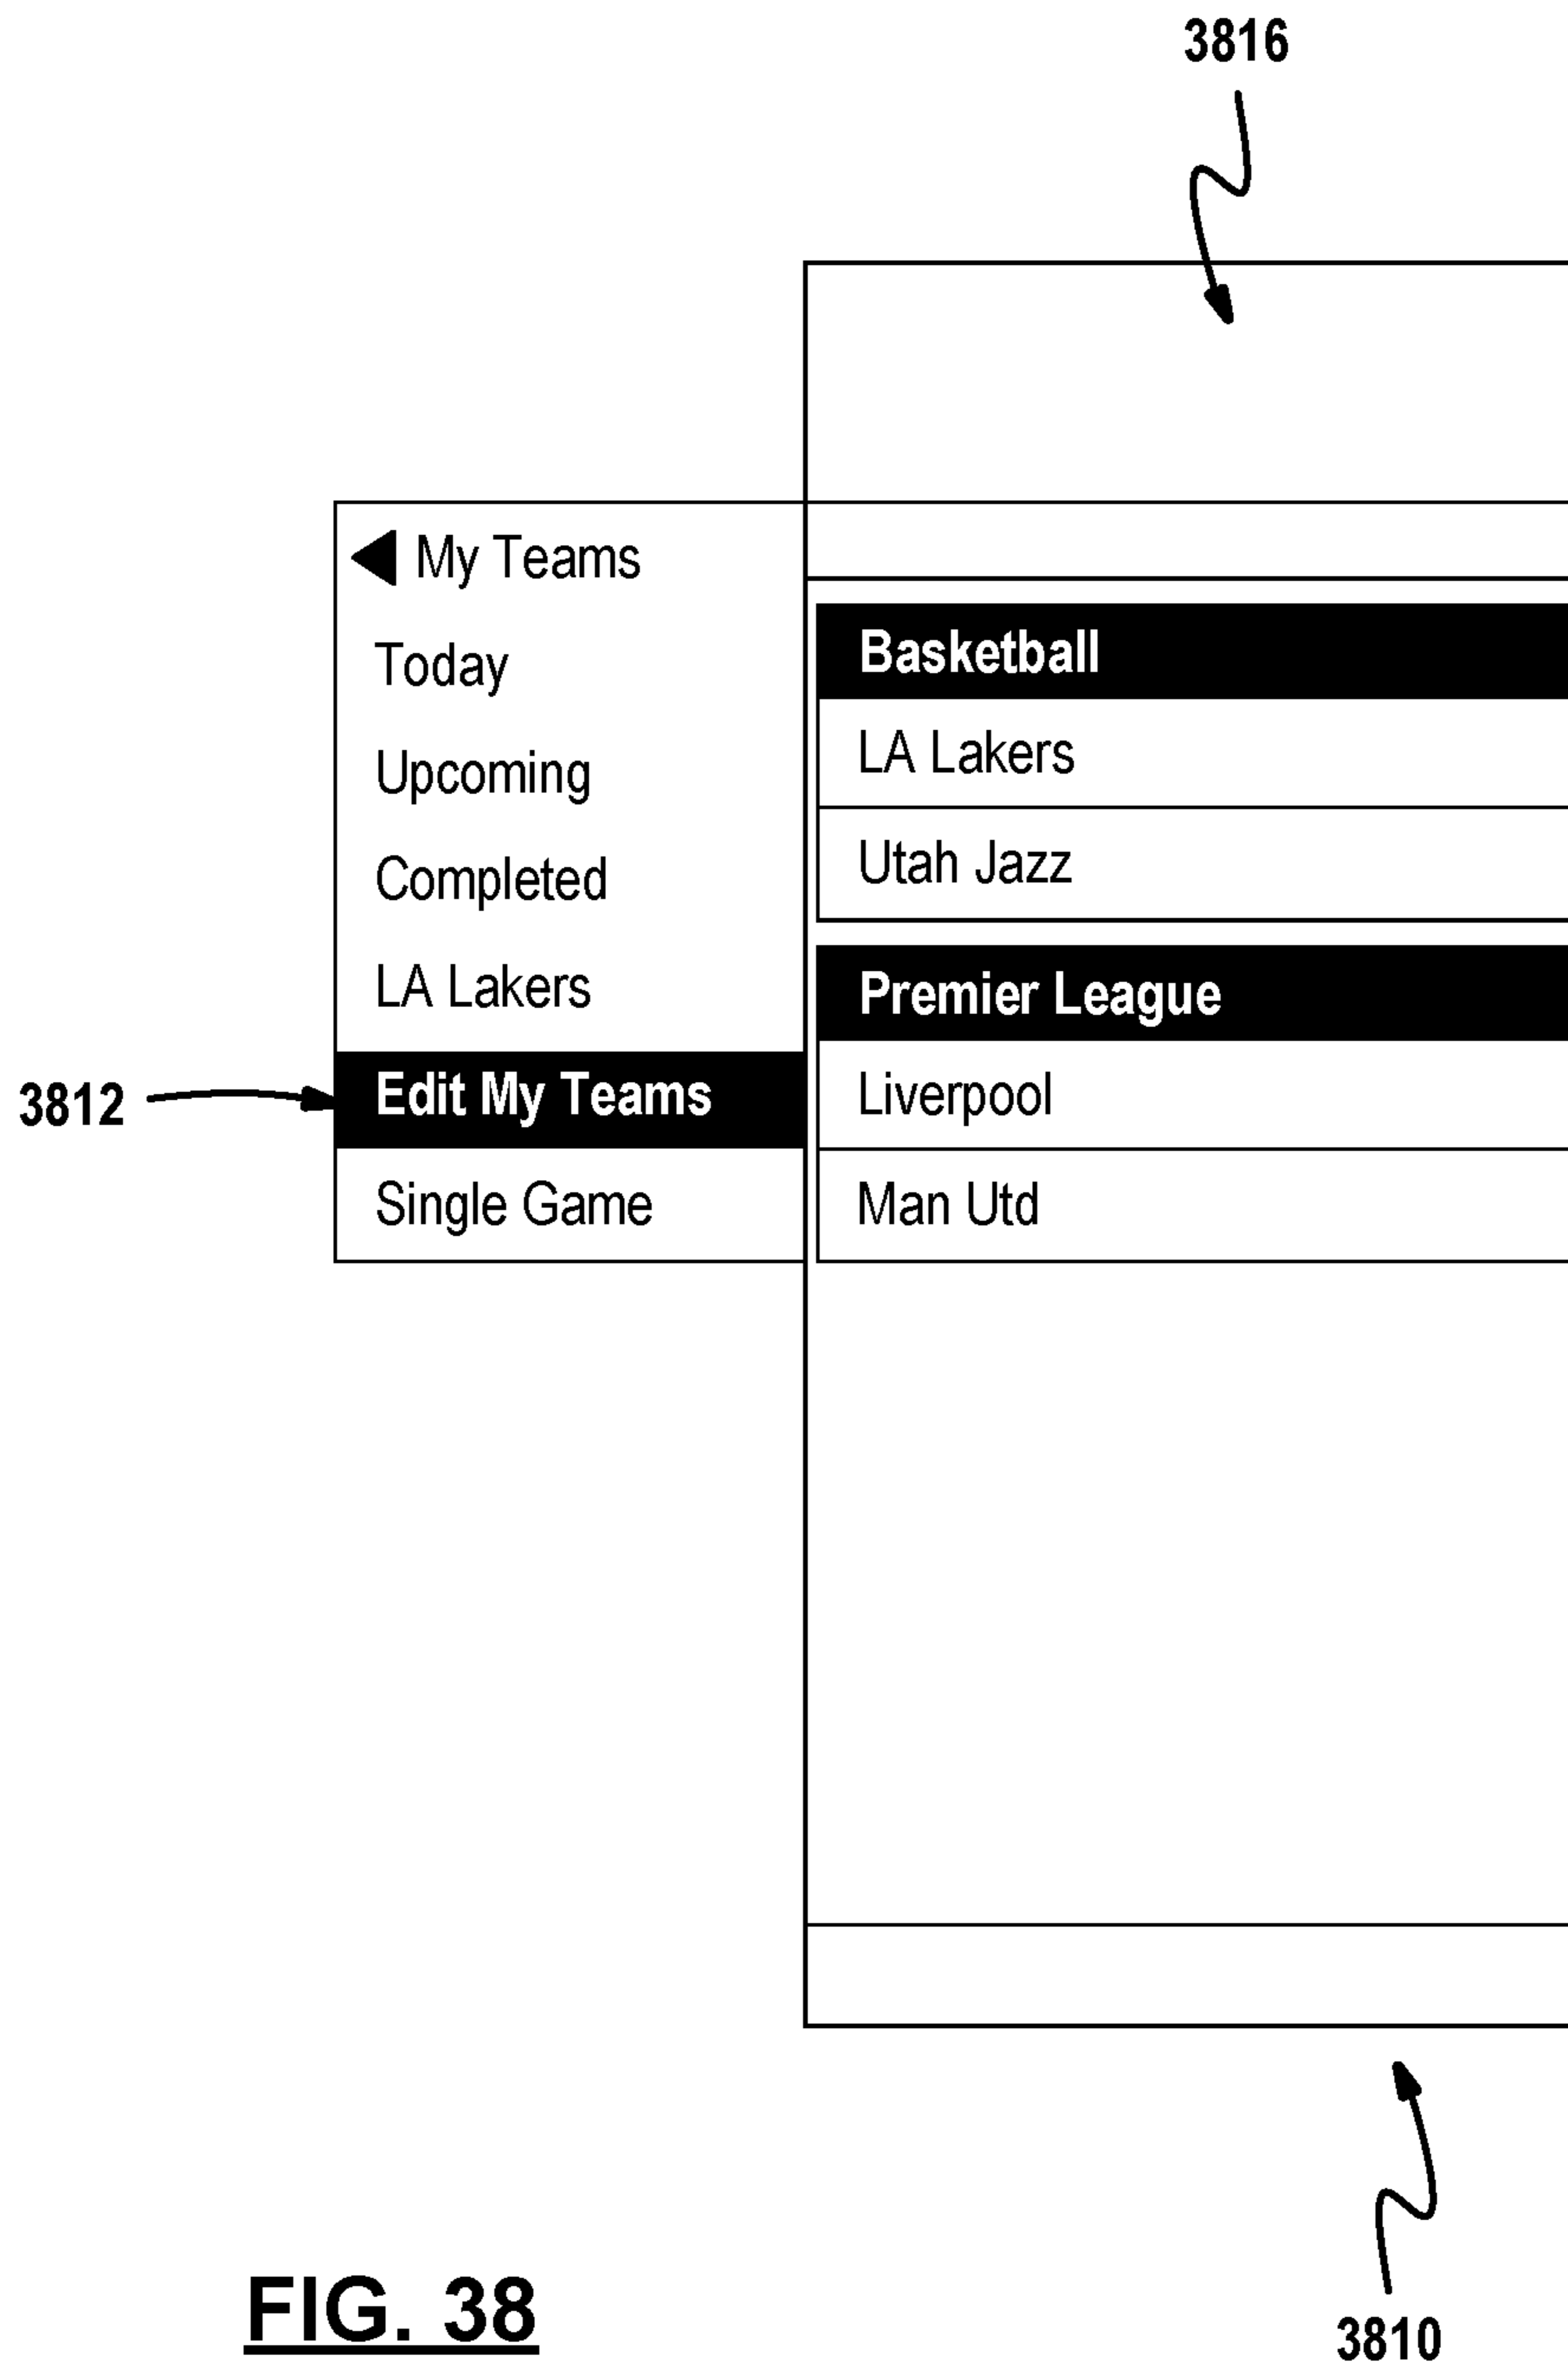 3816
My Teams
Today
Upcoming
Completed
LA Lakers
Edit My Teams
Single Game
Basketball
LA Lakers
Utah Jazz
Premier League
Liverpool
Man Utd
3812
3810
FIG. 38